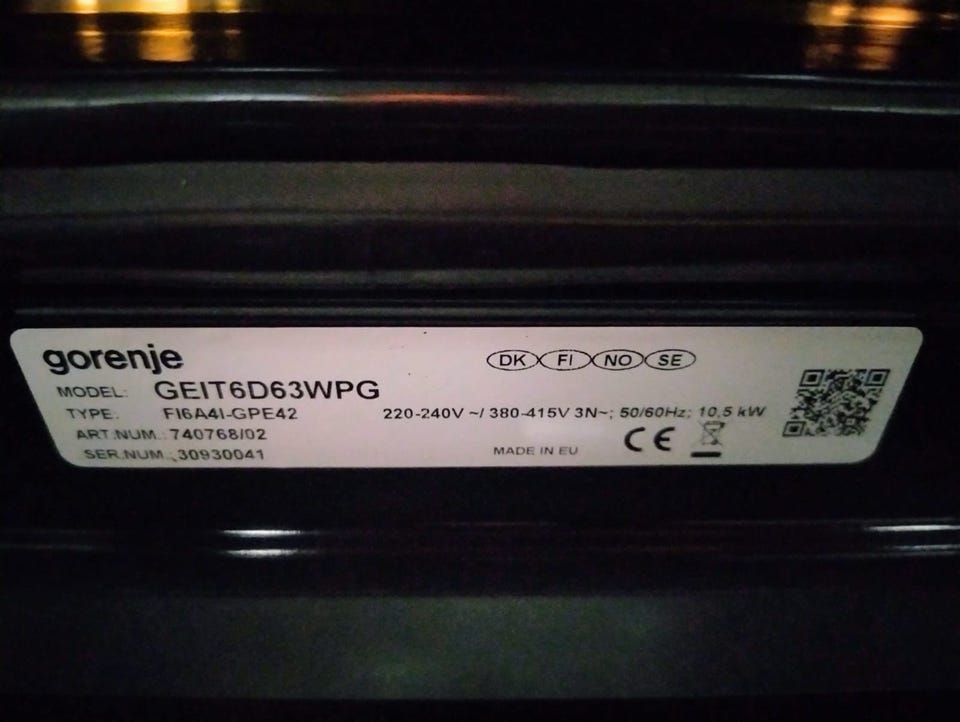 gorenje
DK FI NO SE
MODEL: GEIT6D63WPG
TYPE: FI6A4I-GPE42 220-240V ~/ 380-415V 3N~; 50/60Hz; 10,5 kW
ART.NUM.: 740768/02
SER.NUM.: 30930041 MADE IN EU CE